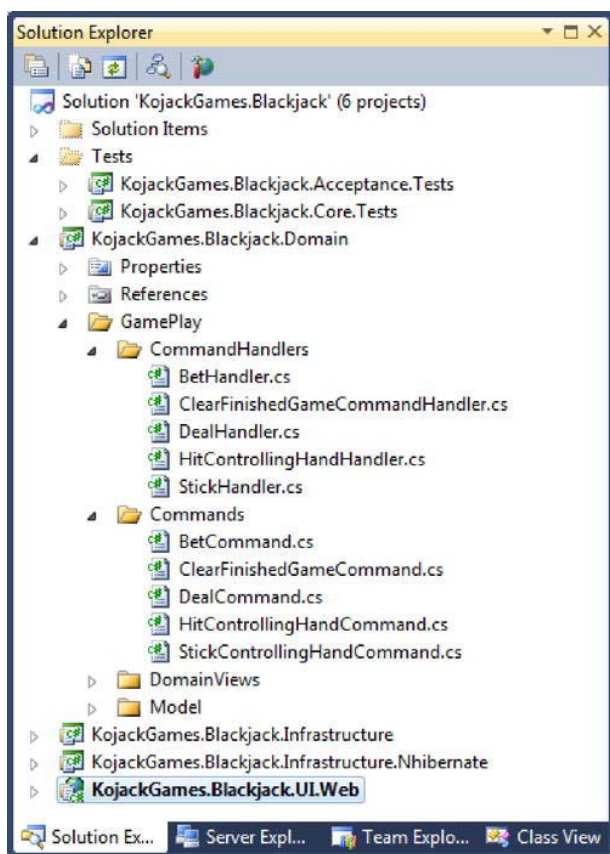 Solution Explorer
Solution 'KojackGames.Blackjack' (6 projects)
Solution Items
Tests
KojackGames.Blackjack.Acceptance.Tests
KojackGames.Blackjack.Core.Tests
KojackGames.Blackjack.Domain
Properties
References
GamePlay
CommandHandlers
BetHandler.cs
ClearFinishedGameCommandHandler.cs
DealHandler.cs
HitControllingHandHandler.cs
StickHandler.cs
Commands
BetCommand.cs
ClearFinishedGameCommand.cs
DealCommand.cs
HitControllingHandCommand.cs
StickControllingHandCommand.cs
DomainViews
Model
KojackGames.Blackjack.Infrastructure
KojackGames.Blackjack.Infrastructure.Nhibernate
KojackGames.Blackjack.UI.Web
Solution Ex... Server Expl... Team Explo... Class View